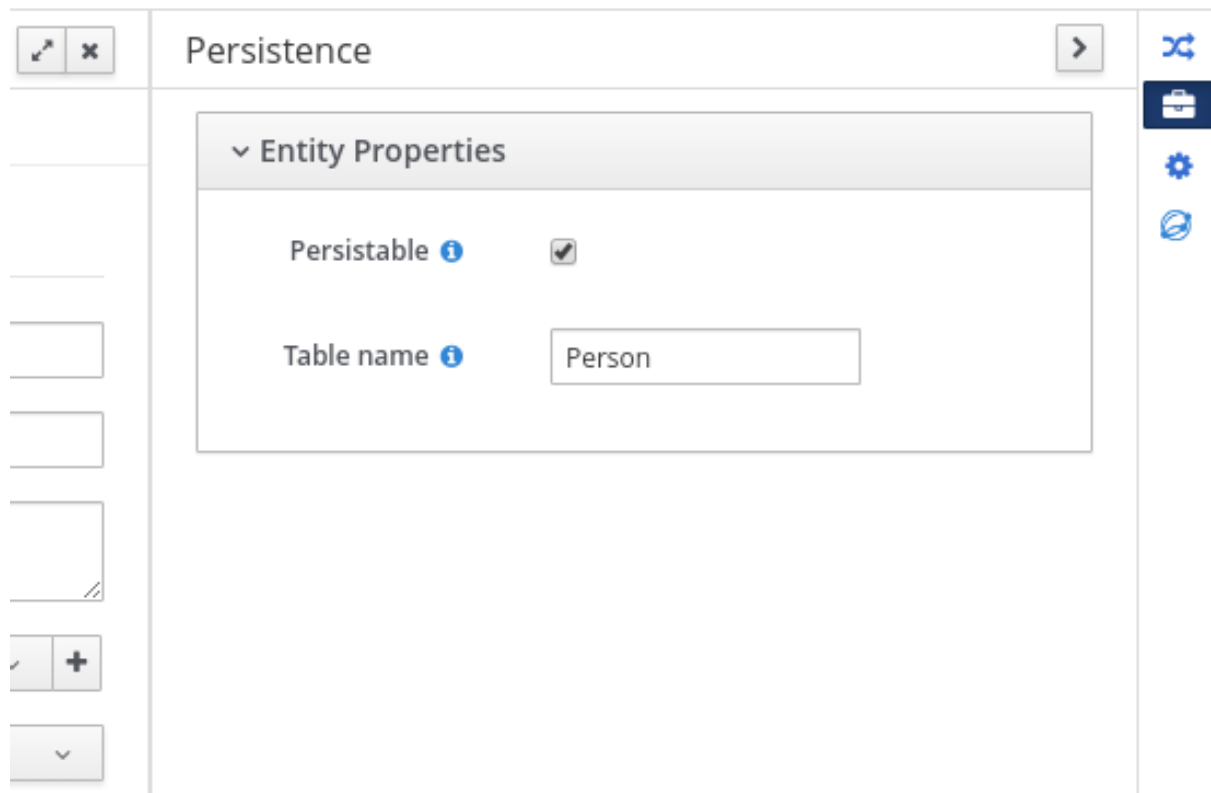 Persistence
Entity Properties
Persistable
Table name
Person